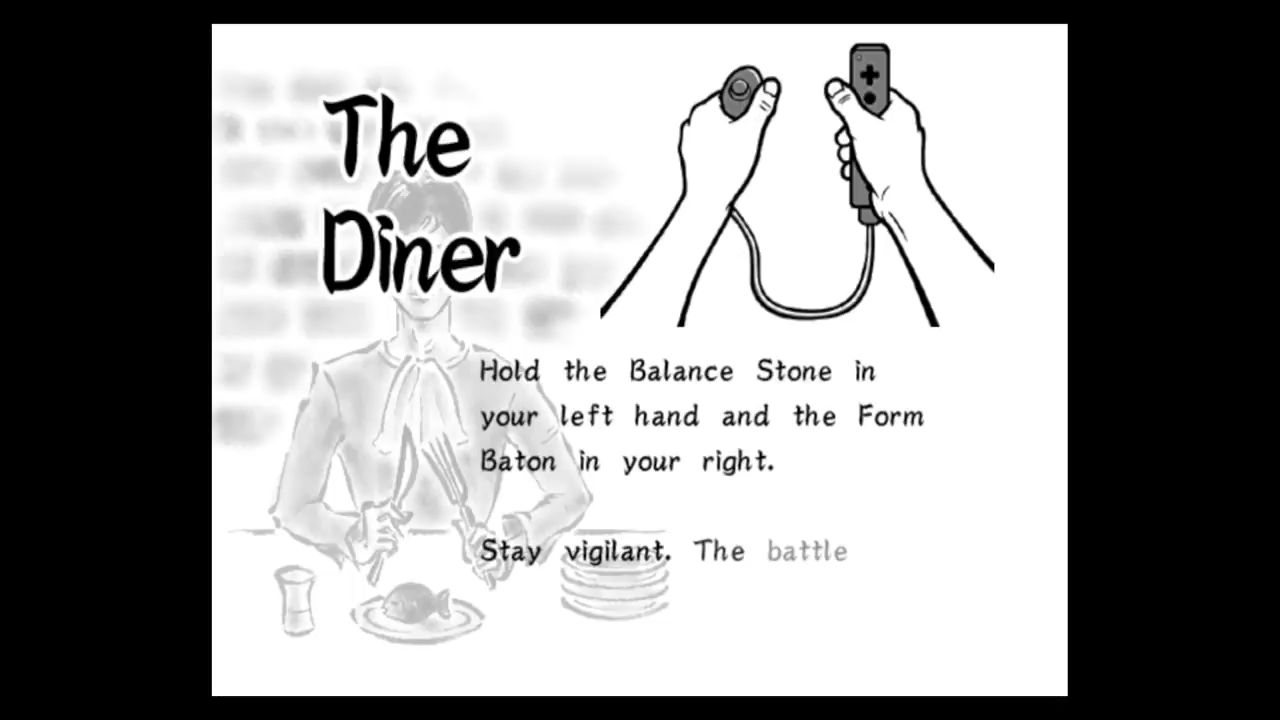 The
Diner
Hold the Balance Stone in
your left hand and the Form
Baton in your right.
Stay vigilant. The battle